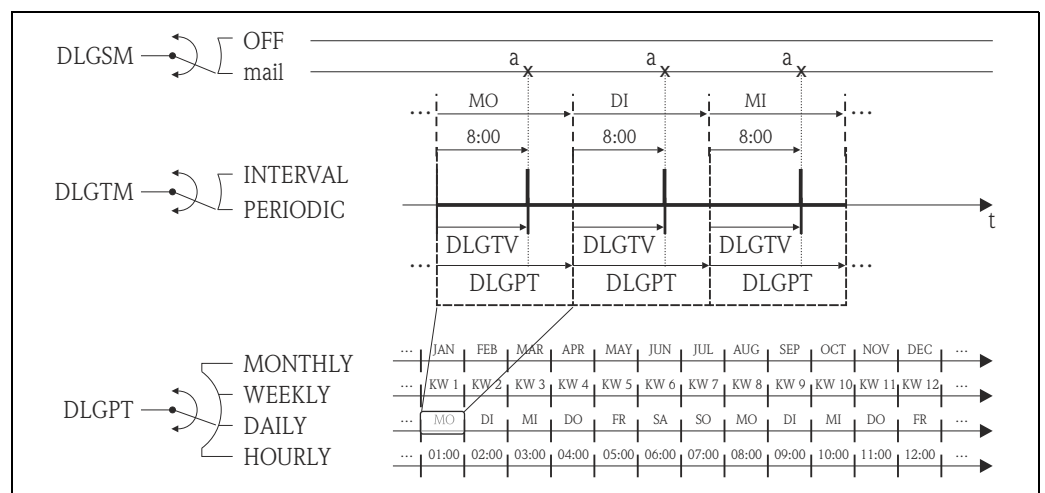 DLGSM
OFF
mail
a a a
... MO DI MI ...
8:00 8:00 8:00
DLGTM
INTERVAL
PERIODIC
t
DLGTV DLGTV DLGTV
... DLGPT DLGPT DLGPT ...
DLGPT
MONTHLY
WEEKLY
DAILY
HOURLY
... JAN FEB MAR APR MAY JUN JUL AUG SEP OCT NOV DEC ...
... KW 1 KW 2 KW 3 KW 4 KW 5 KW 6 KW 7 KW 8 KW 9 KW 10 KW 11 KW 12 ...
... MO DI MI DO FR SA SO MO DI MI DO FR ...
... 01:00 02:00 03:00 04:00 05:00 06:00 07:00 08:00 09:00 10:00 11:00 12:00 ...